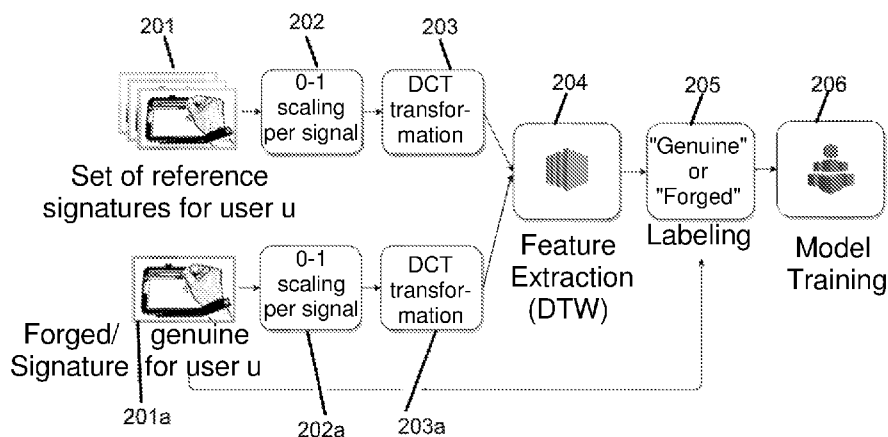 201
202
203
0-1
scaling
per signal
DCT
transfor-
mation
204
205
206
"Genuine"
or
"Forged"
Set of reference
signatures for user u
Feature
Extraction
(DTW)
Labeling
Model
Training
0-1
scaling
per signal
DCT
transfor-
mation
Forged/ genuine
Signature for user u
201a
202a
203a